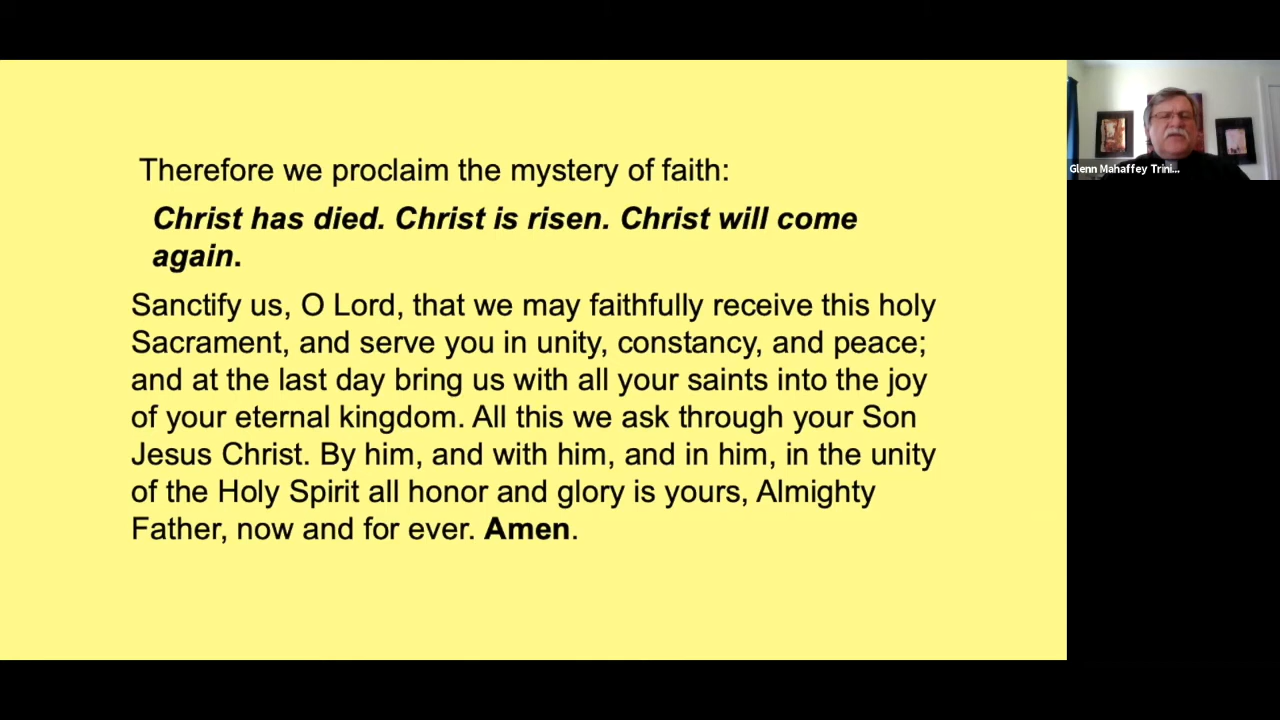 Therefore we proclaim the mystery of faith:
Christ has died. Christ is risen. Christ will come
again.
Sanctify us, O Lord, that we may faithfully receive this holy
Sacrament, and serve you in unity, constancy, and peace;
and at the last day bring us with all your saints into the joy
of your eternal kingdom. All this we ask through your Son
Jesus Christ. By him, and with him, and in him, in the unity
of the Holy Spirit all honor and glory is yours, Almighty
Father, now and for ever. Amen.
Glenn Mahaffey Trini...